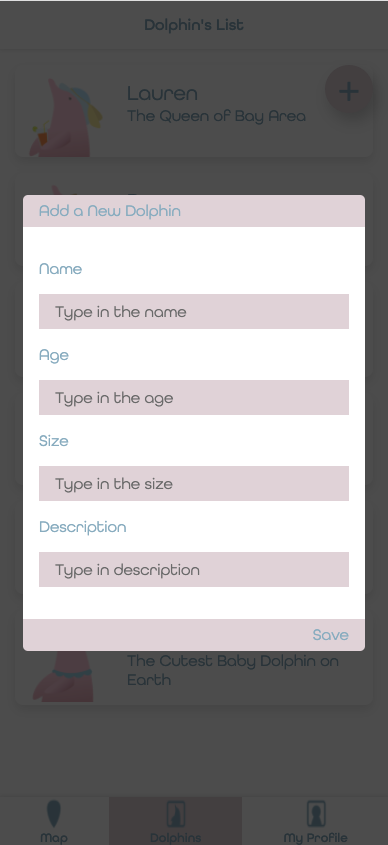 Dolphin's List
Lauren
The Queen of Bay Area
+
Add a New Dolphin
Name
Type in the name
Age
Type in the age
Size
Type in the size
Description
Type in description
Save
The Cutest Baby Dolphin on
Earth
Map
Dolphins
My Profile